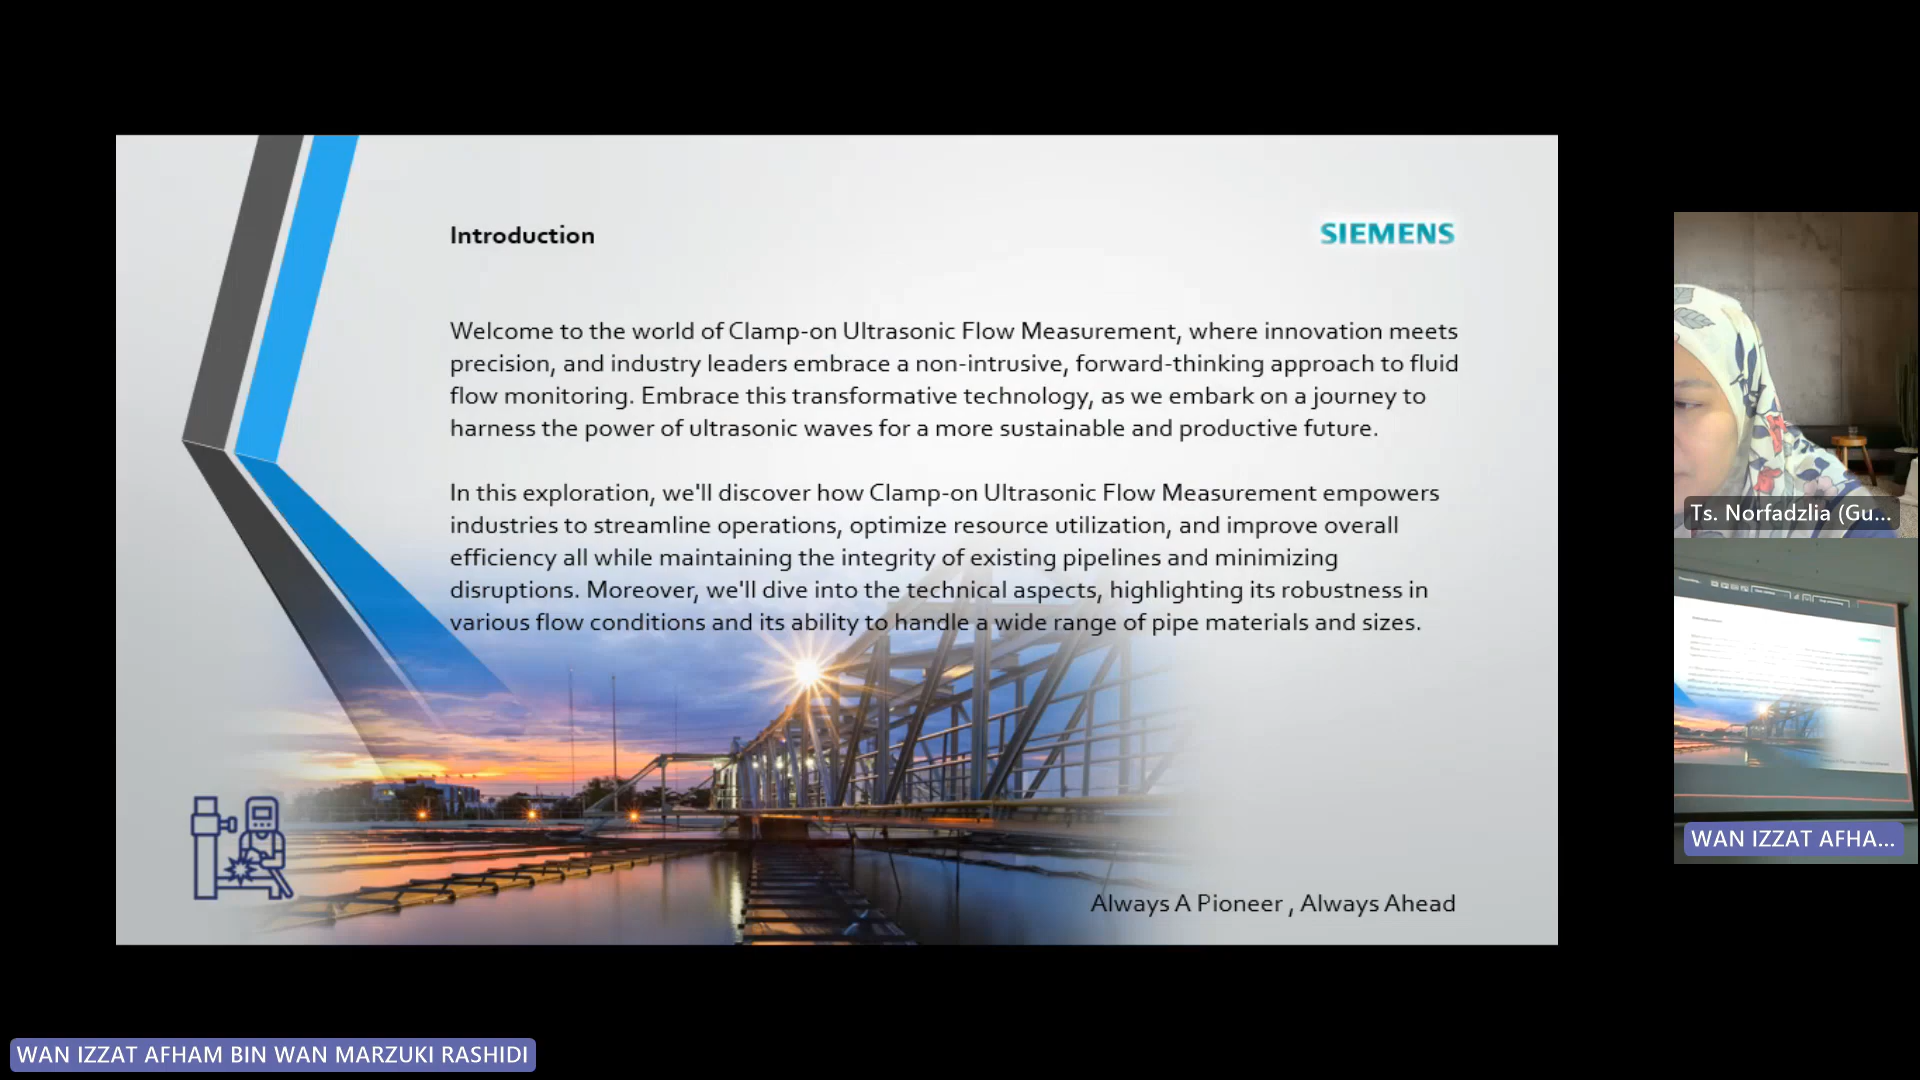 Introduction
SIEMENS
Welcome to the world of Clamp-on Ultrasonic Flow Measurement, where innovation meets
precision, and industry leaders embrace a non-intrusive, forward-thinking approach to fluid
flow monitoring. Embrace this transformative technology, as we embark on a journey to
harness the power of ultrasonic waves for a more sustainable and productive future.
In this exploration, we'll discover how Clamp-on Ultrasonic Flow Measurement empowers
industries to streamline operations, optimize resource utilization, and improve overall
efficiency all while maintaining the integrity of existing pipelines and minimizing
disruptions. Moreover, we'll dive into the technical aspects, highlighting its robustness in
various flow conditions and its ability to handle a wide range of pipe materials and sizes.
Always A Pioneer , Always Ahead
Ts. Norfadzlia (Gu...
WAN IZZAT AFHA...
WAN IZZAT AFHAM BIN WAN MARZUKI RASHIDI